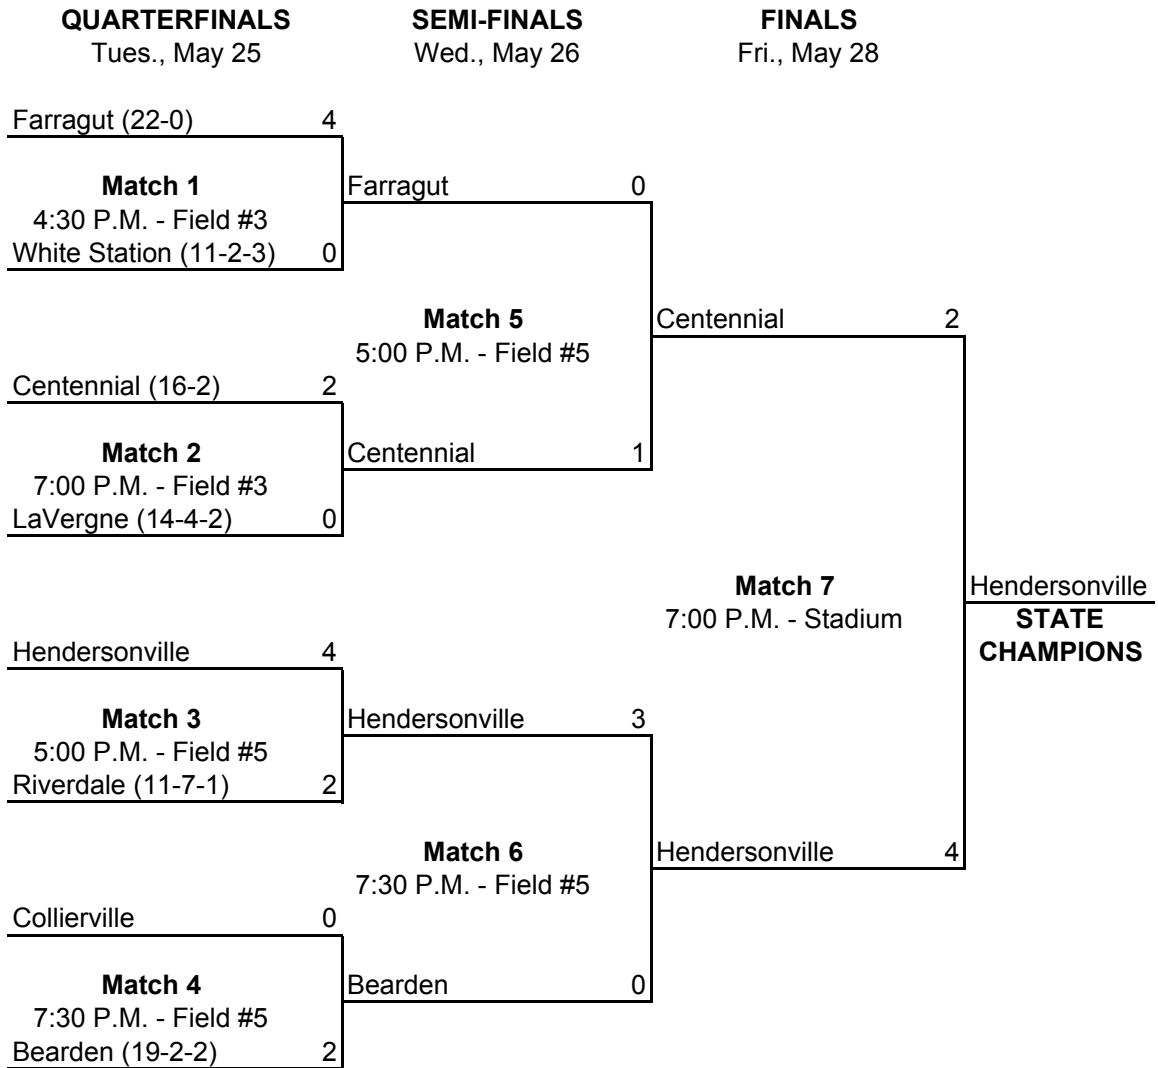 QUARTERFINALS
Tues., May 25
SEMI-FINALS
Wed., May 26
FINALS
Fri., May 28
Farragut (22-0) 4
Match 1
4:30 P.M. - Field #3
White Station (11-2-3) 0
Centennial (16-2) 2
Match 2
7:00 P.M. - Field #3
LaVergne (14-4-2) 0
Hendersonville 4
Match 3
5:00 P.M. - Field #5
Riverdale (11-7-1) 2
Collierville 0
Match 4
7:30 P.M. - Field #5
Bearden (19-2-2) 2
Farragut 0
Match 5
5:00 P.M. - Field #5
Centennial 1
Hendersonville 3
Match 6
7:30 P.M. - Field #5
Bearden 0
Centennial 2
Match 7
7:00 P.M. - Stadium
Hendersonville 4
Hendersonville
STATE
CHAMPIONS